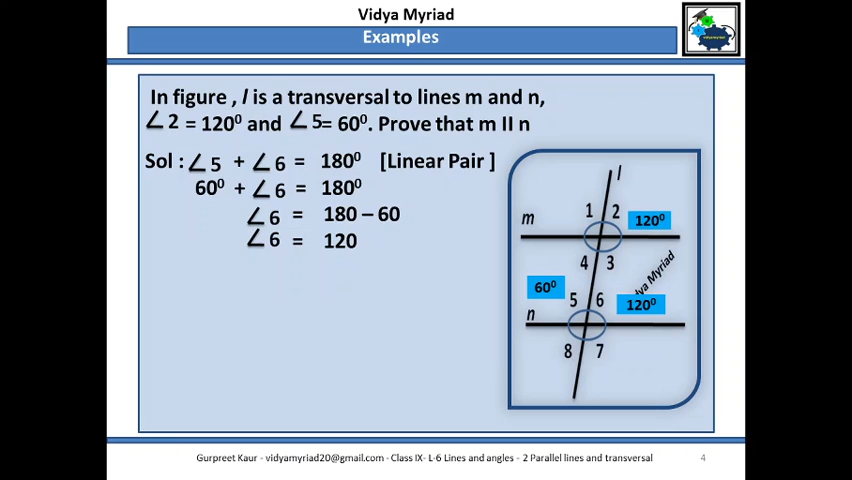 Vidya Myriad
Examples
vidyamyriad
In figure , l is a transversal to lines m and n,
∠2 = 120⁰ and ∠5= 60⁰. Prove that m II n
Sol : ∠5 + ∠6 = 180⁰ [Linear Pair ]
60⁰ + ∠6 = 180⁰
∠6 = 180 – 60
∠6 = 120
l
m 1 2 120⁰
4 3
Myriad
60⁰ 5 6 120⁰
n
8 7
Gurpreet Kaur - vidyamyriad20@gmail.com - Class IX- L-6 Lines and angles - 2 Parallel lines and transversal 4